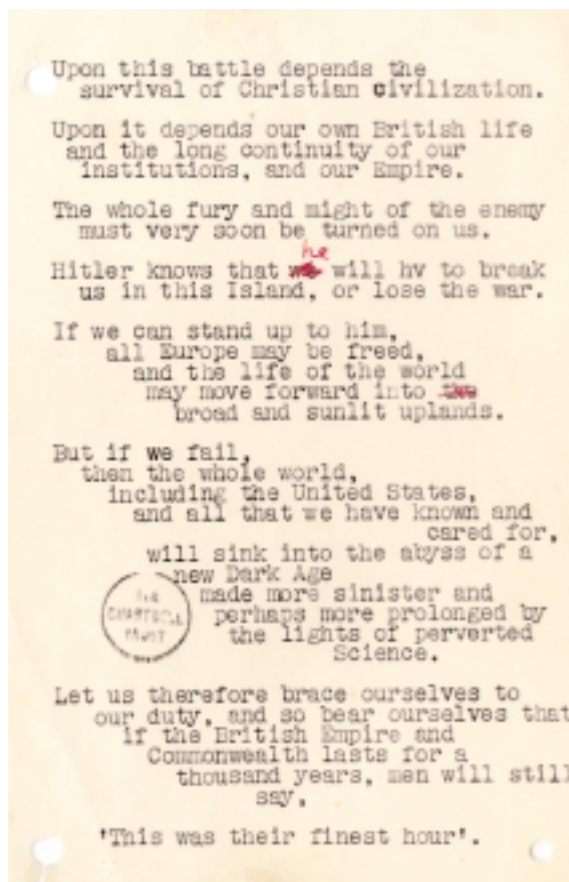 Upon this battle depends the
survival of Christian civilization.
Upon it depends our own British life
and the long continuity of our
institutions, and our Empire.
The whole fury and might of the enemy
must very soon be turned on us.
he
Hitler knows that we will hv to break
us in this Island, or lose the war.
If we can stand up to him,
all Europe may be freed,
and the life of the world
may move forward into the
broad and sunlit uplands.
But if we fail,
then the whole world,
including the United States,
and all that we have known and
cared for,
will sink into the abyss of a
new Dark Age
made more sinister and
perhaps more prolonged by
the lights of perverted
Science.
THE
CHARTWELL
TRUST
Let us therefore brace ourselves to
our duty, and so bear ourselves that
if the British Empire and
Commonwealth lasts for a
thousand years, men will still
say,
'This was their finest hour'.